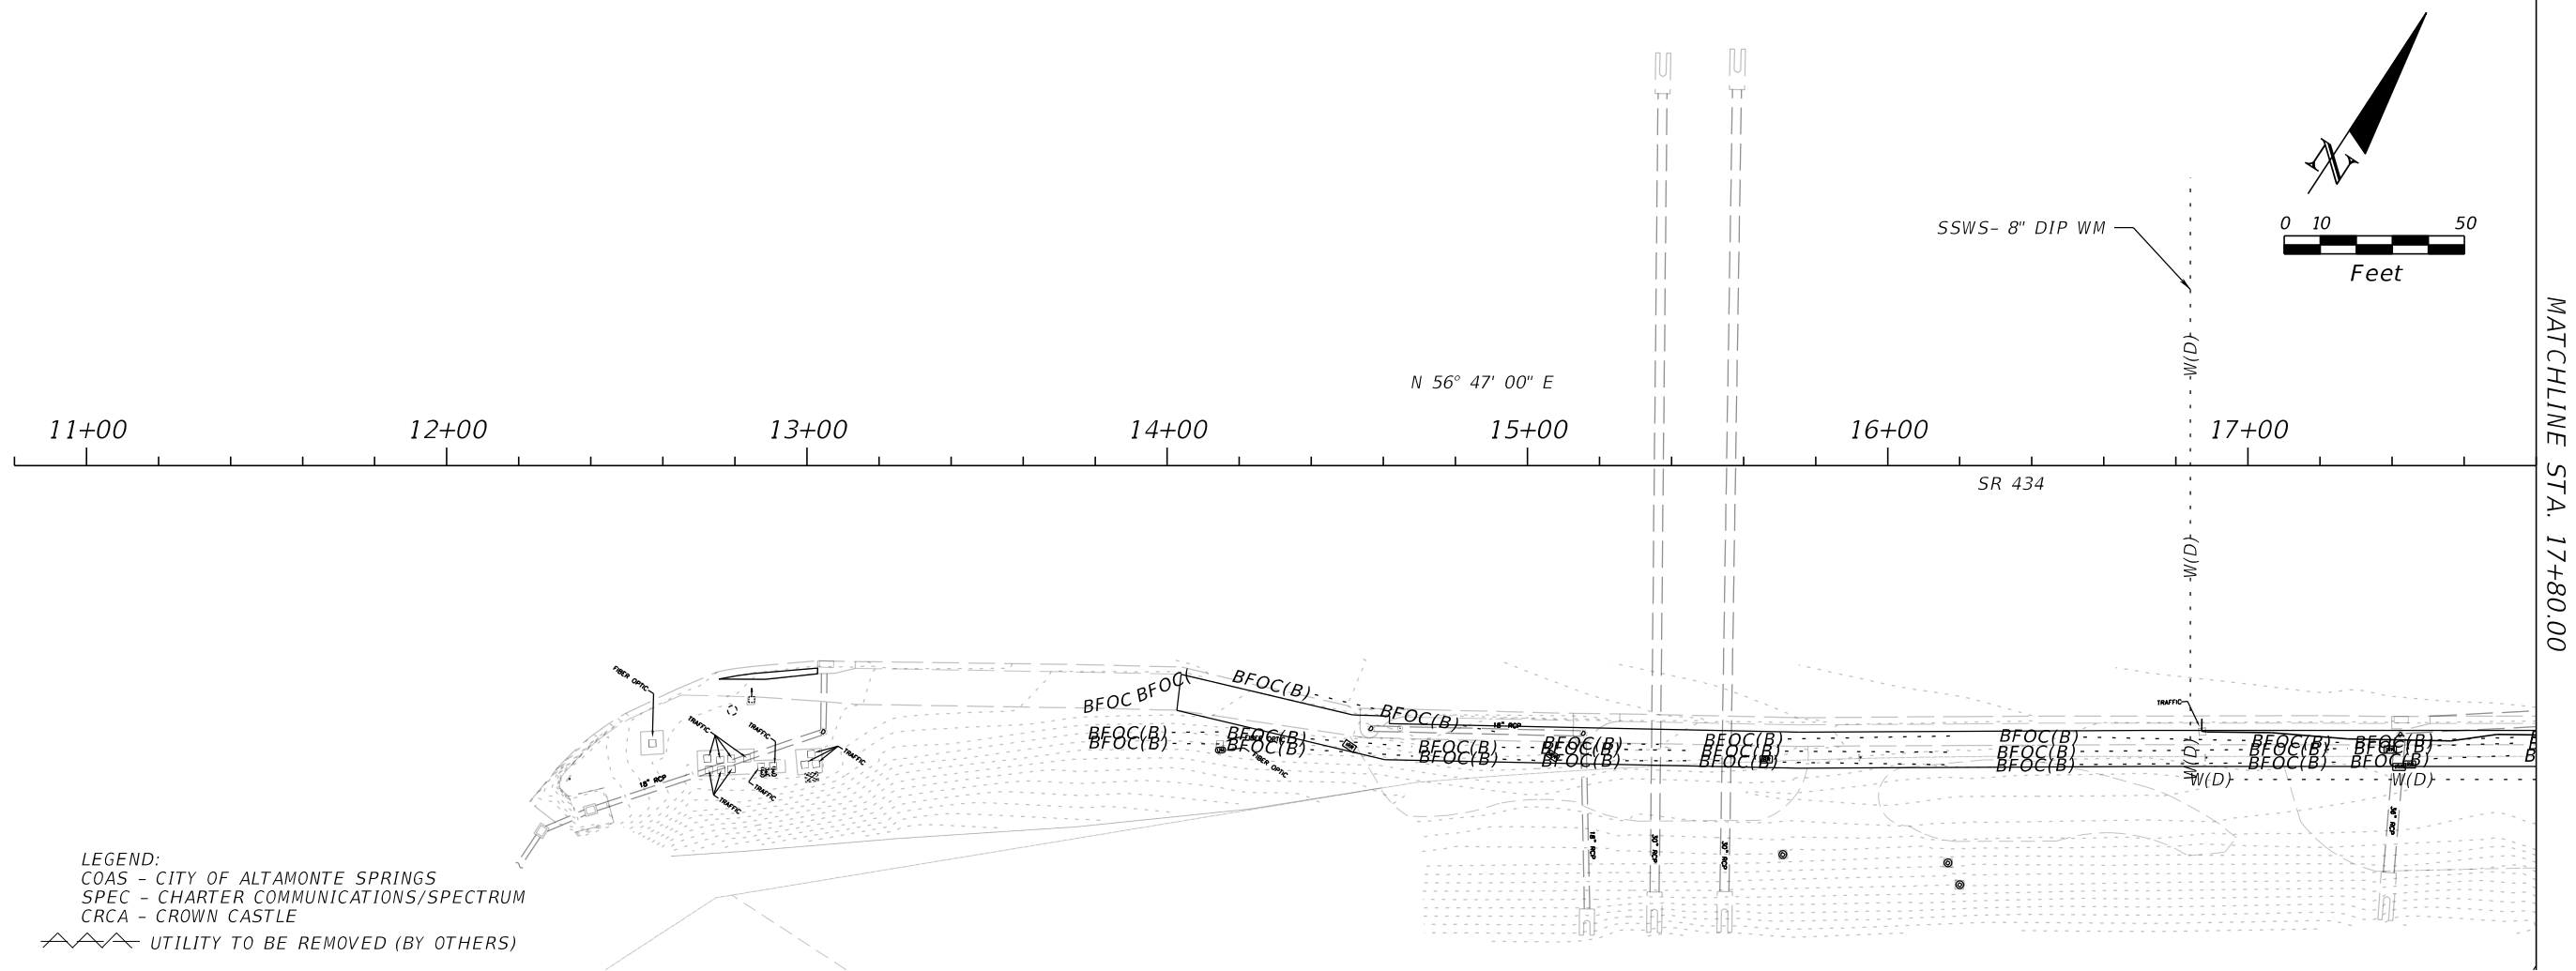 N
0 10 50
Feet
SSWS- 8" DIP WM
W(D)
N 56° 47' 00" E
11+00 12+00 13+00 14+00 15+00 16+00 17+00
SR 434
MATCHLINE STA. 17+80.00
W(D)
FIBER OPTIC
TRAFFIC
TRAFFIC
TRAFFIC
TRAFFIC
TRAFFIC
18" RCP
BFOC BFOC(
BFOC(B)
BFOC(B)
18" RCP
TRAFFIC
BFOC(B) BFOC(B) BFOC(B) BFOC(B) BFOC(B) BFOC(B) BFOC(B) BFOC(B)
BFOC(B) BFOC(B) BFOC(B) BFOC(B) BFOC(B) BFOC(B) BFOC(B) BFOC(B)
BFOC(B) BFOC(B) BFOC(B) BFOC(B) BFOC(B)
FIBER OPTIC
W(D)
W(D) W(D)
18" RCP
30" RCP
30" RCP
36" RCP
LEGEND:
COAS - CITY OF ALTAMONTE SPRINGS
SPEC - CHARTER COMMUNICATIONS/SPECTRUM
CRCA - CROWN CASTLE
UTILITY TO BE REMOVED (BY OTHERS)